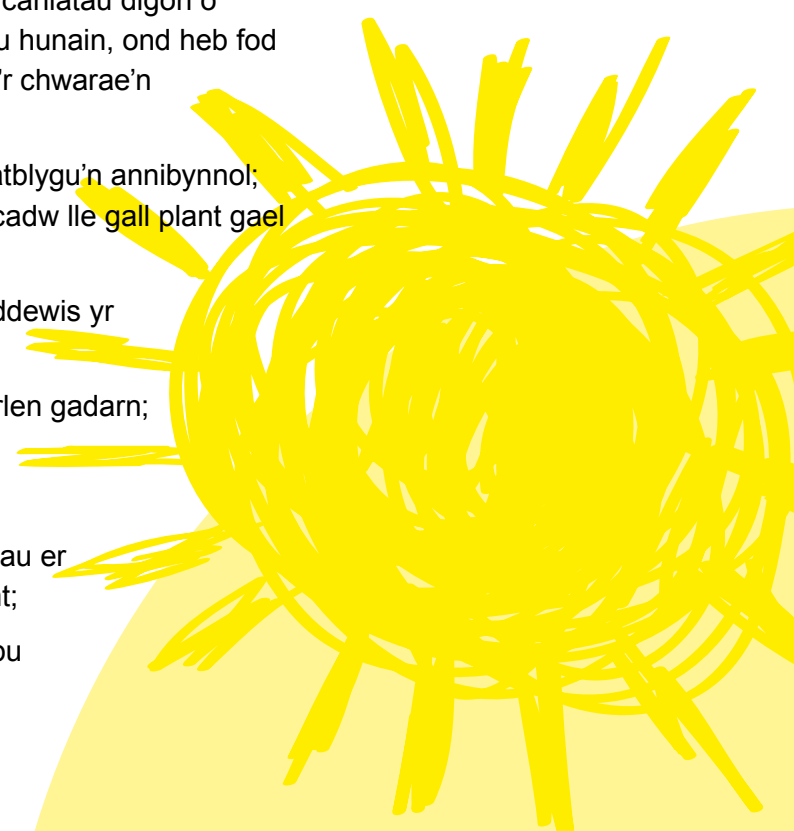 caniatáu digon o
u hunain, ond heb fod
'r chwarae'n
atblygu'n annibynnol;
cadw lle gall plant gael
ddewis yr
rlen gadarn;
au er
t;
ou